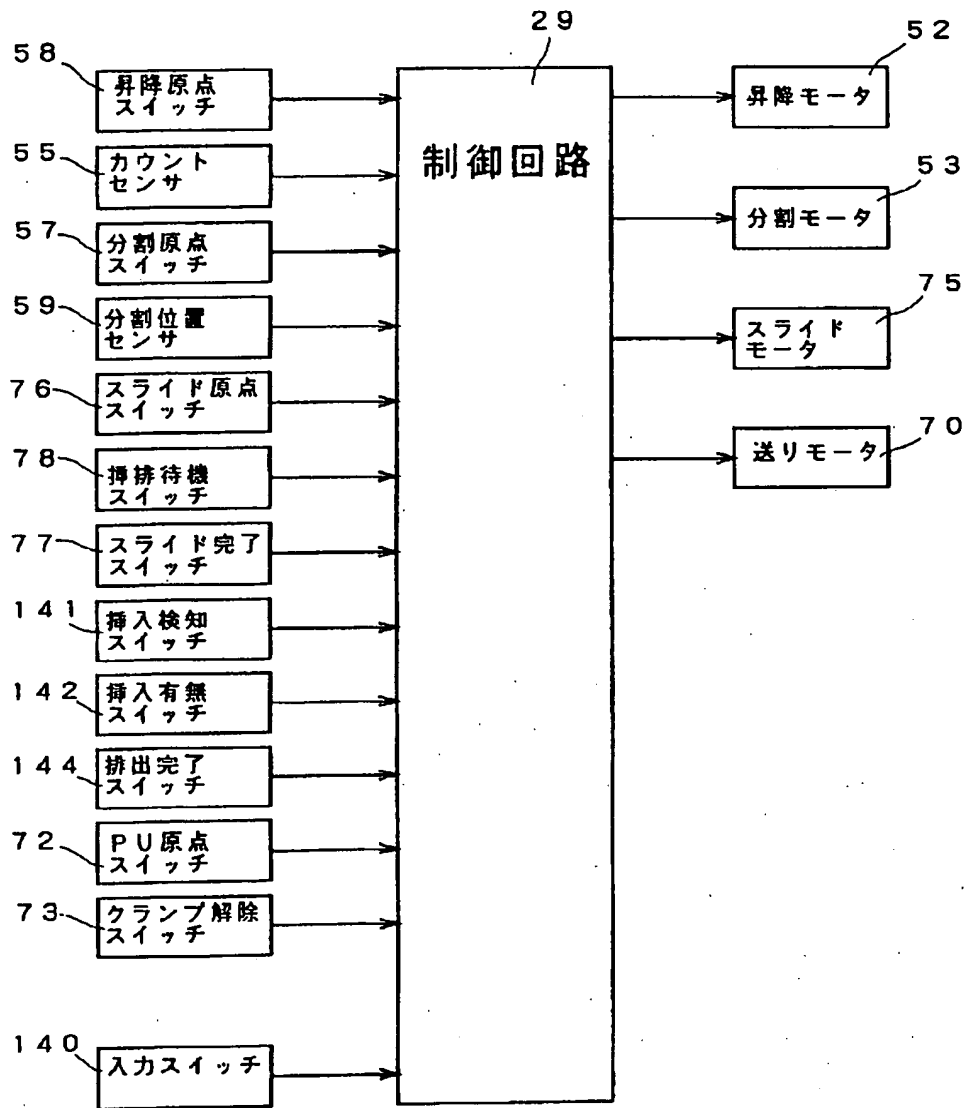 58
昇降原点
スイッチ
55
カウント
センサ
57
分割原点
スイッチ
59
分割位置
センサ
76
スライド原点
スイッチ
78
挿排待機
スイッチ
77
スライド完了
スイッチ
141
挿入検知
スイッチ
142
挿入有無
スイッチ
144
排出完了
スイッチ
72
PU原点
スイッチ
73
クランプ解除
スイッチ
140
入力スイッチ
29
制御回路
52
昇降モータ
53
分割モータ
75
スライド
モータ
70
送りモータ